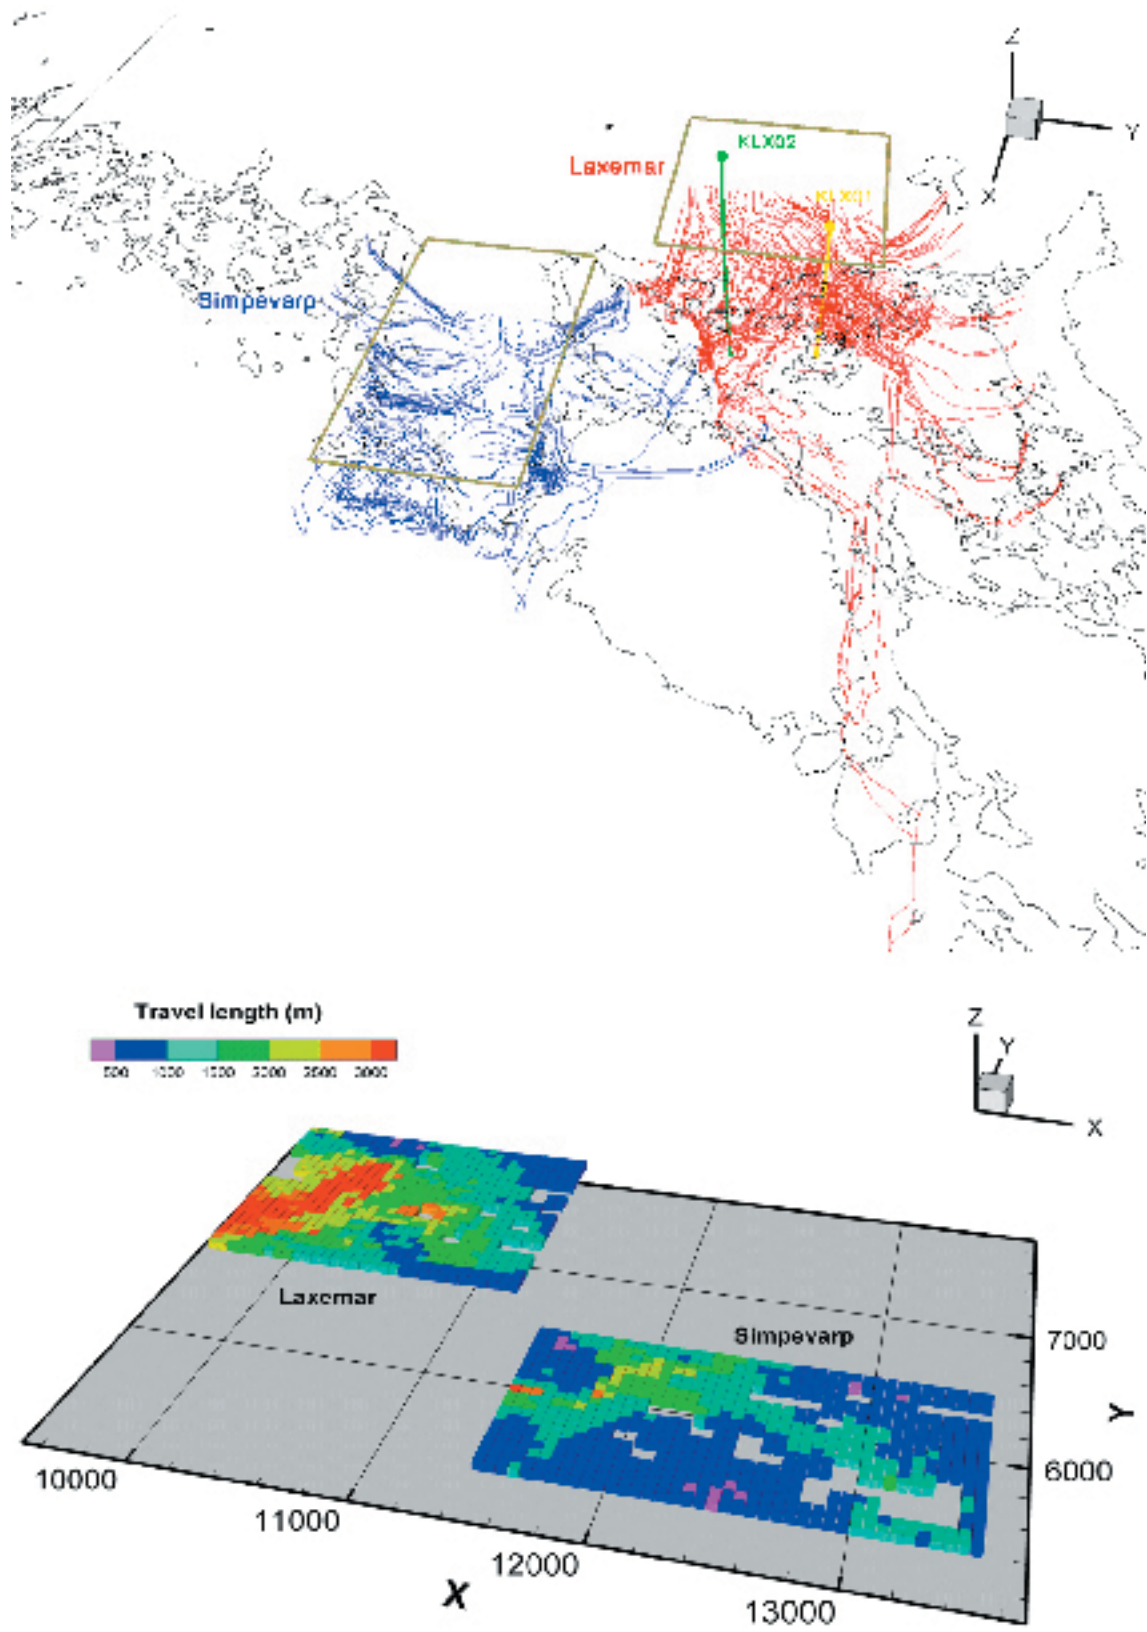 Z
Y
X
KLX02
Laxemar
KLX01
Simpevarp
Travel length (m)
500 1000 1500 2000 2500 3000
Z
Y
X
Laxemar
Simpevarp
7000
Y
6000
10000
11000
12000
X
13000